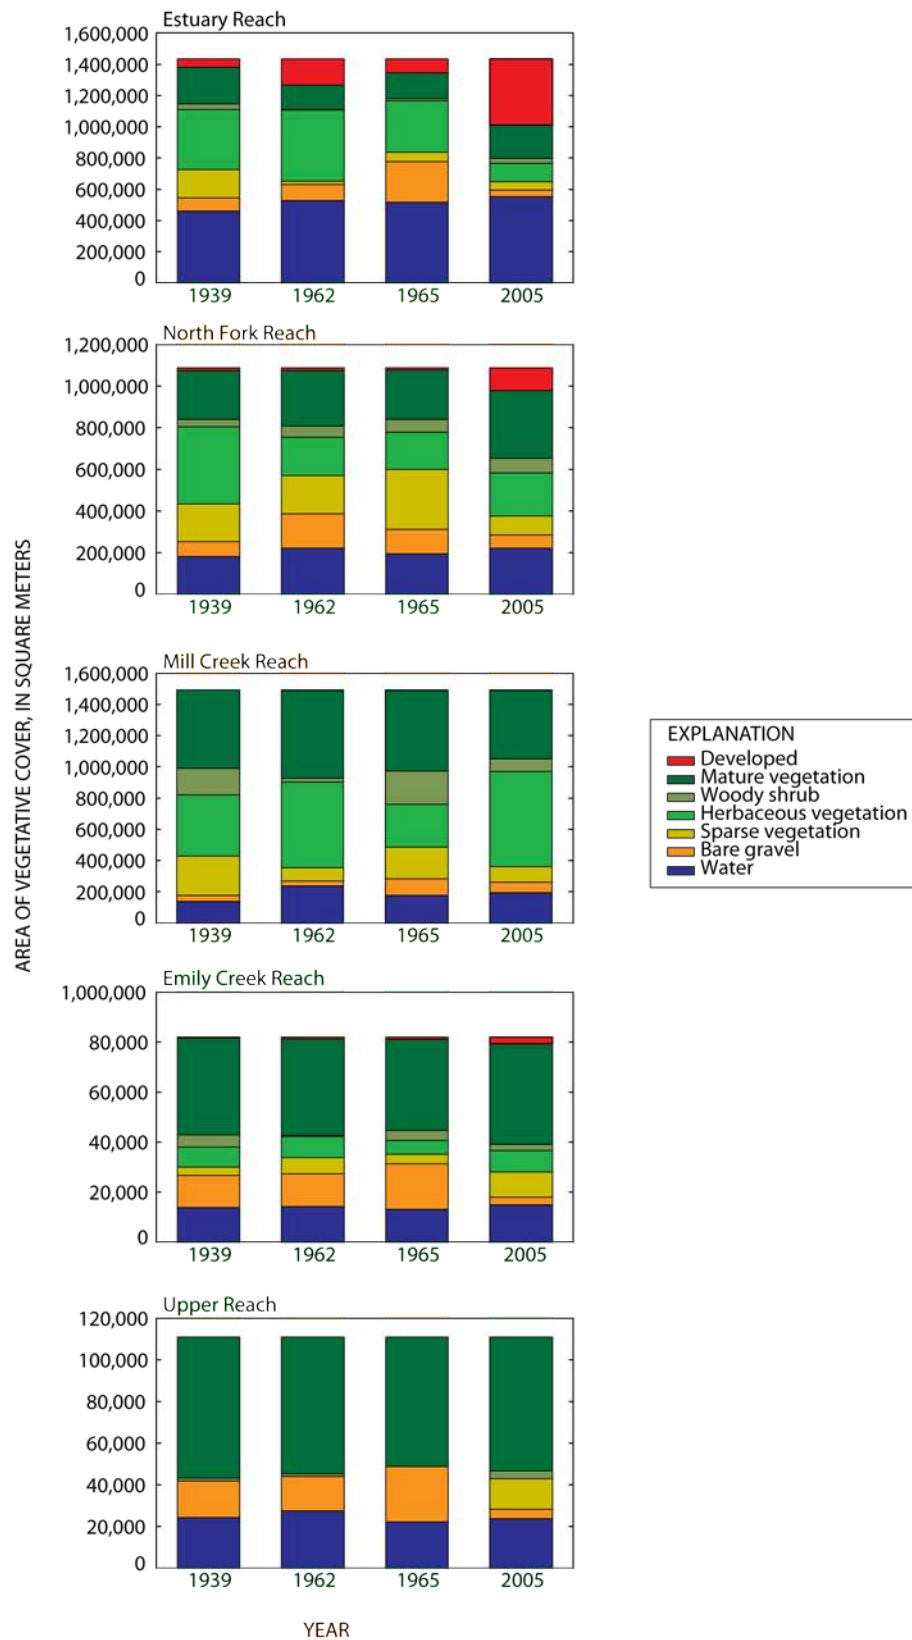 Estuary Reach
1,600,000
1,400,000
1,200,000
1,000,000
800,000
600,000
400,000
200,000
0
1939 1962 1965 2005
North Fork Reach
1,200,000
1,000,000
800,000
600,000
400,000
200,000
0
1939 1962 1965 2005
AREA OF VEGETATIVE COVER, IN SQUARE METERS
Mill Creek Reach
1,600,000
1,400,000
1,200,000
1,000,000
800,000
600,000
400,000
200,000
0
1939 1962 1965 2005
EXPLANATION
Developed
Mature vegetation
Woody shrub
Herbaceous vegetation
Sparse vegetation
Bare gravel
Water
Emily Creek Reach
1,000,000
80,000
60,000
40,000
20,000
0
1939 1962 1965 2005
Upper Reach
120,000
100,000
80,000
60,000
40,000
20,000
0
1939 1962 1965 2005
YEAR